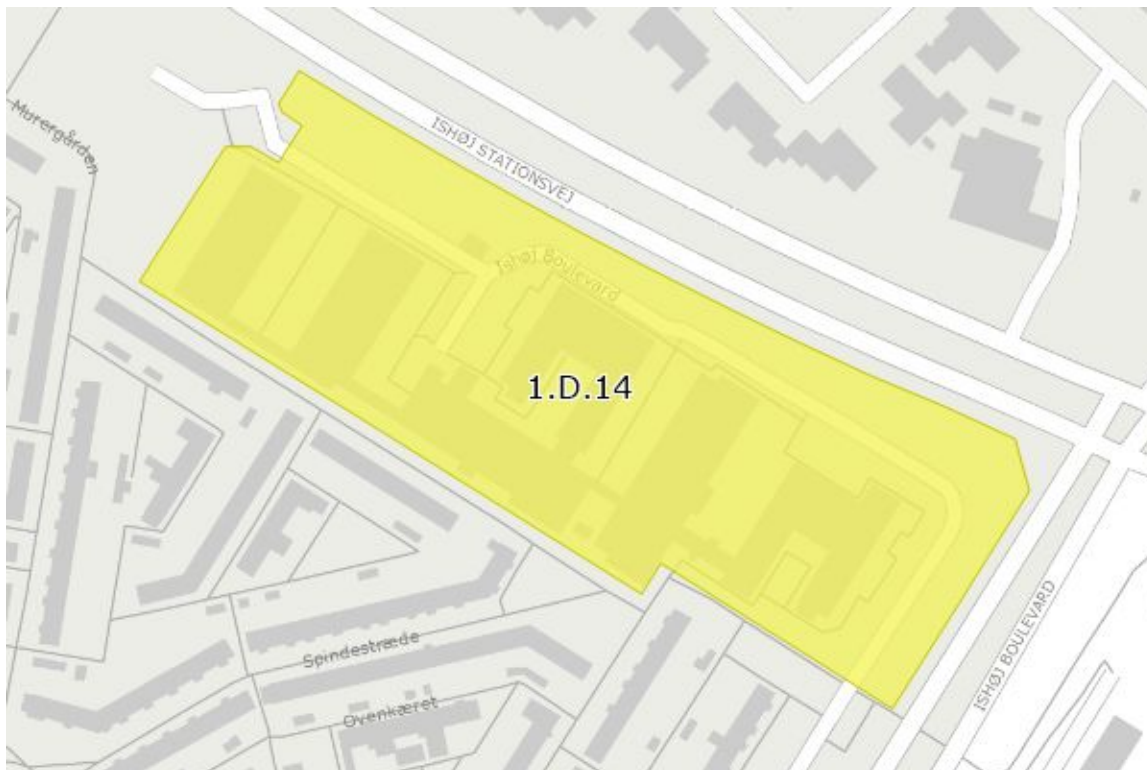 Murergården
ISHØJ STATIONSVEJ
Ishøj Boulevard
1.D.14
ISHØJ BOULEVARD
Spindestræde
Ovenkæret